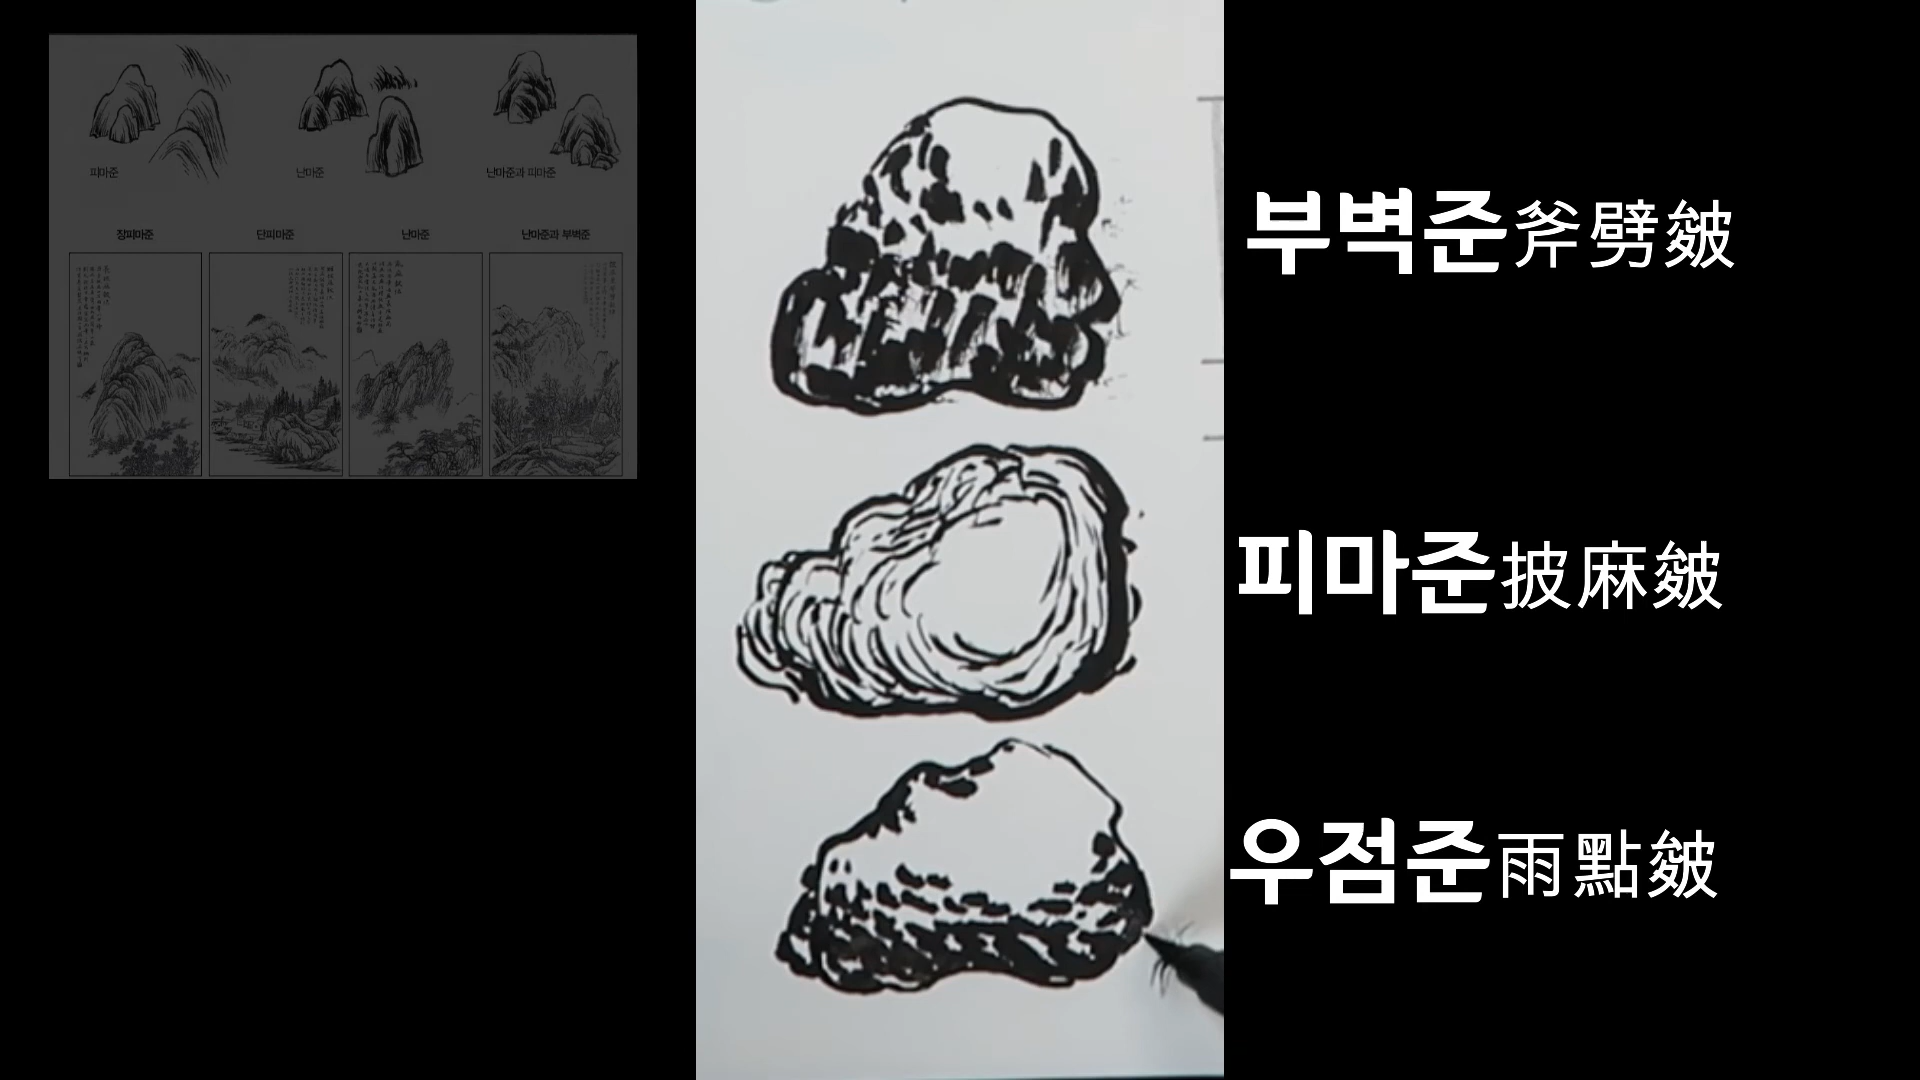 피마준
난마준
난마준과 피마준
장피마준
단피마준
난마준
난마준과 부벽준
부벽준斧劈皴
피마준披麻皴
우점준雨點皴